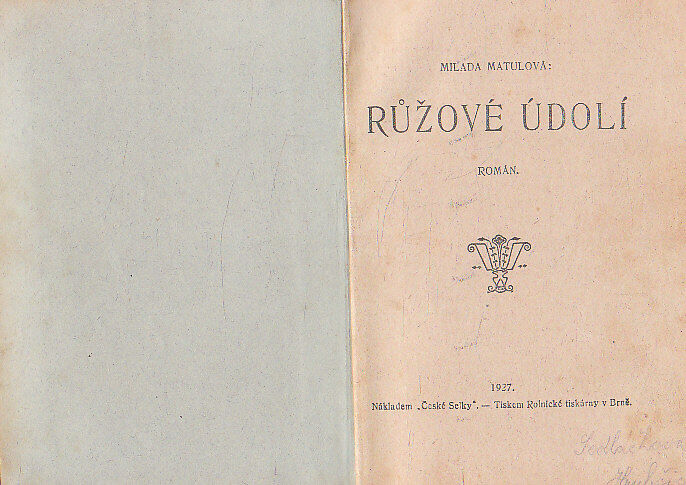 MILADA MATULOVÁ:
RŮŽOVÉ ÚDOLÍ
ROMÁN.
1927.
Nákladem „České Selky“. — Tiskem Rolnické tiskárny v Brně.